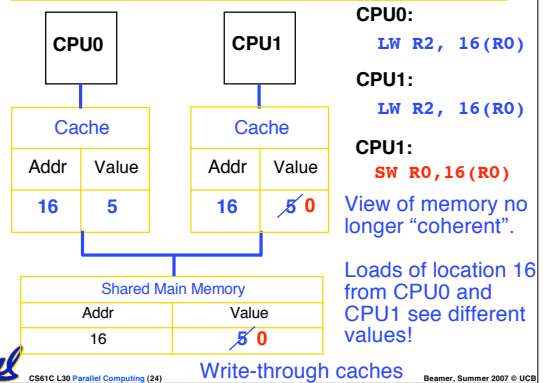 CPU0
CPU1
Cache
Addr Value
16 5
Cache
Addr Value
16 5 0
Shared Main Memory
Addr Value
16 5 0
CPU0:
LW R2, 16(R0)
CPU1:
LW R2, 16(R0)
CPU1:
SW R0,16(R0)
View of memory no
longer “coherent”.
Loads of location 16
from CPU0 and
CPU1 see different
values!
Write-through caches
CS61C L30 Parallel Computing (24)
Beamer, Summer 2007 © UCB